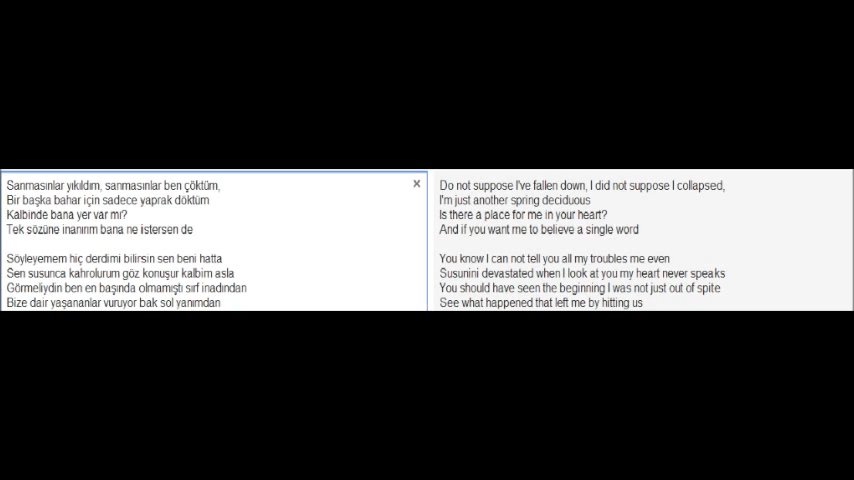 Sanmasınlar yıkıldım, sanmasınlar ben çöktüm,
Bir başka bahar için sadece yaprak döktüm
Kalbinde bana yer var mı?
Tek sözüne inanırım bana ne istersen de
Söyleyemem hiç derdimi bilirsin sen beni hatta
Sen susunca kahrolurum göz konuşur kalbim asla
Görmeliydin ben en başında olmamıştı sırf inadından
Bize dair yaşananlar vuruyor bak sol yanımdan
Do not suppose I've fallen down, I did not suppose I collapsed,
I'm just another spring deciduous
Is there a place for me in your heart?
And if you want me to believe a single word
You know I can not tell you all my troubles me even
Susunini devastated when I look at you my heart never speaks
You should have seen the beginning I was not just out of spite
See what happened that left me by hitting us